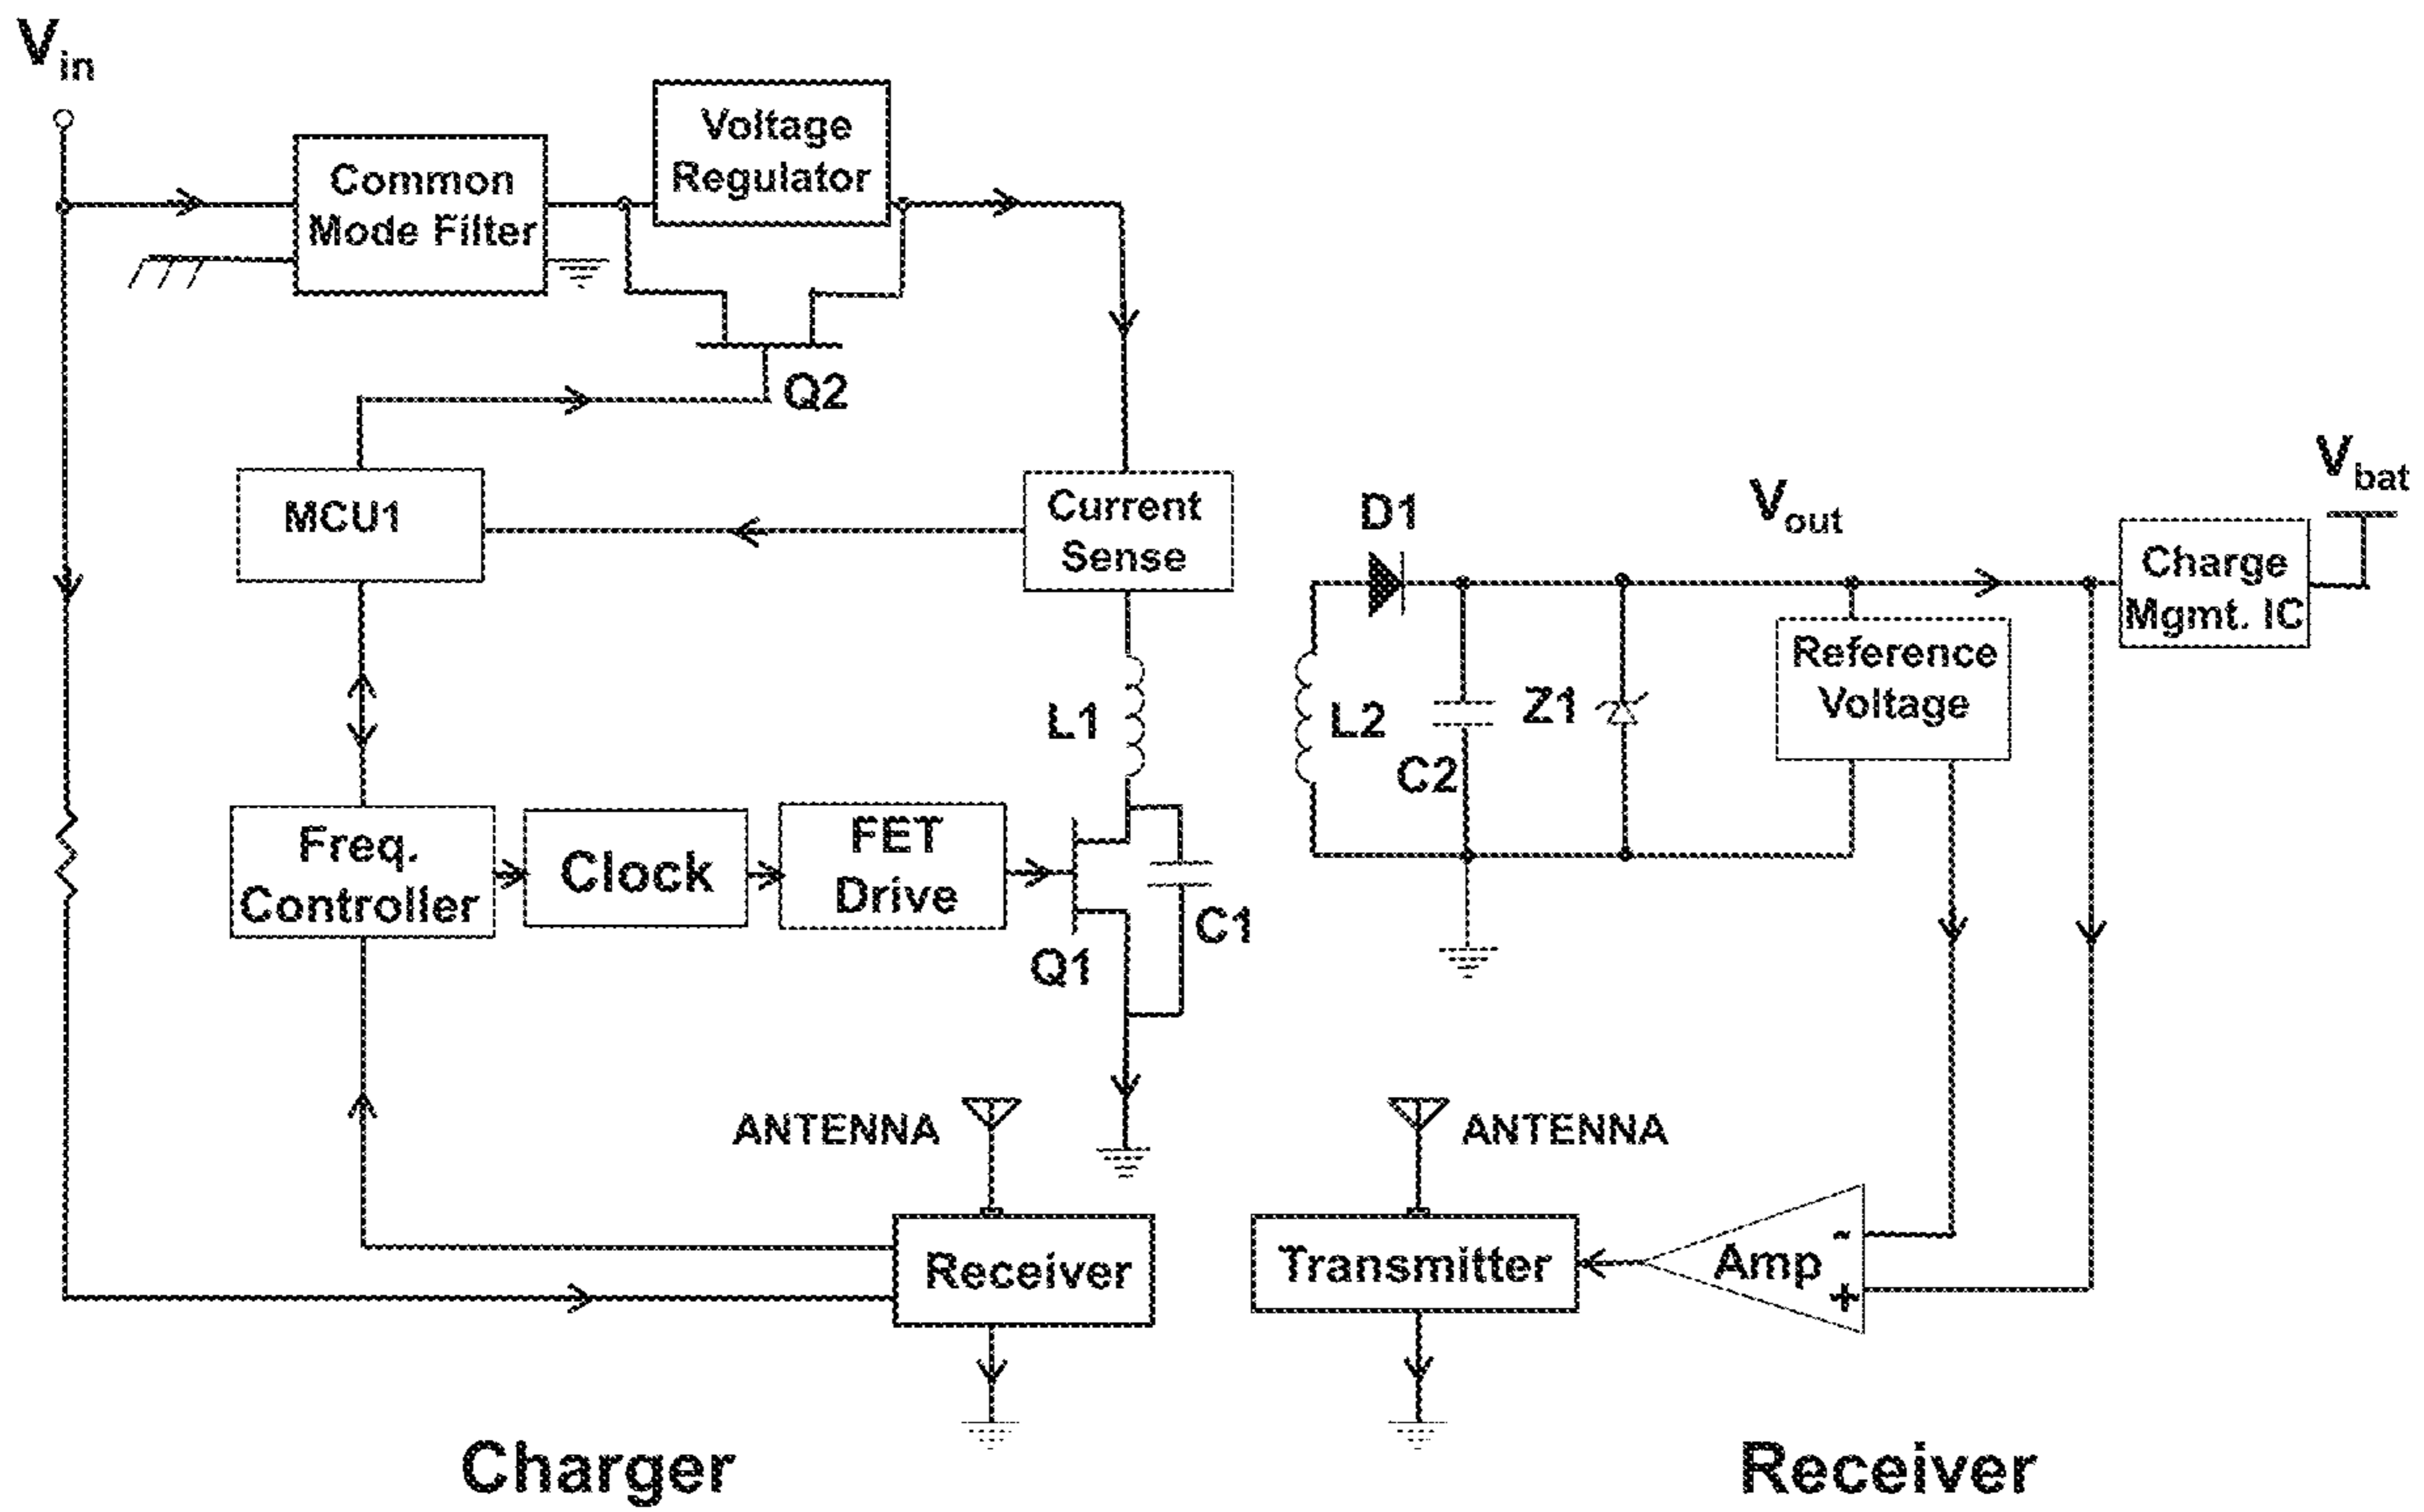 Vin
Voltage
Regulator
Common
Mode Filter
Q2
MCU1
Current
Sense
D1
Vout
Vbat
Charge
Mgmt. IC
Reference
Voltage
L1
L2
Z1
C2
Freq.
Controller
Clock
FET
Drive
C1
Q1
ANTENNA
ANTENNA
Receiver
Transmitter
Amp
-
+
Charger
Receiver